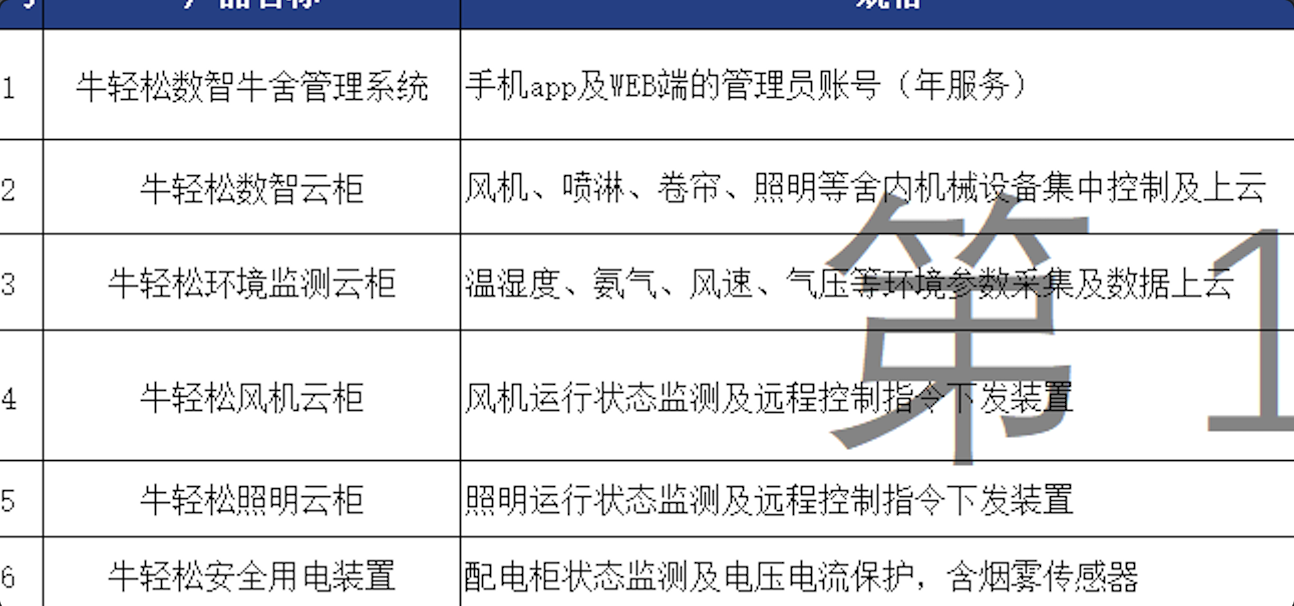 产品名称 规格
1 牛轻松数智牛舍管理系统 手机app及WEB端的管理员账号（年服务）
2 牛轻松数智云柜 风机、喷淋、卷帘、照明等舍内机械设备集中控制及上云
3 牛轻松环境监测云柜 温湿度、氨气、风速、气压等环境参数采集及数据上云
4 牛轻松风机云柜 风机运行状态监测及远程控制指令下发装置
5 牛轻松照明云柜 照明运行状态监测及远程控制指令下发装置
6 牛轻松安全用电装置 配电柜状态监测及电压电流保护，含烟雾传感器
第 1